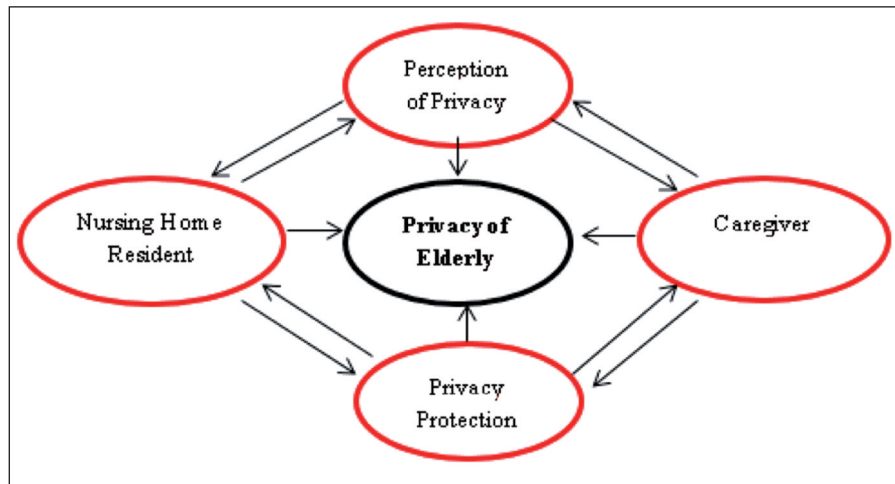 Perception
of Privacy
Nursing Home
Resident
Privacy of
Elderly
Caregiver
Privacy
Protection